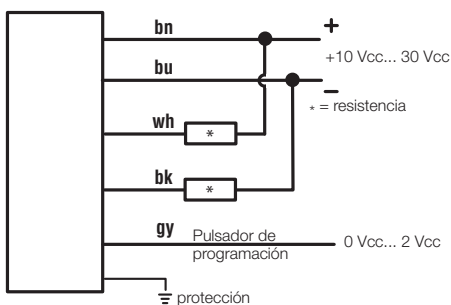 bn
+
+10 Vcc... 30 Vcc
bu
–
* = resistencia
wh
*
bk
*
gy
Pulsador de
programación
0 Vcc... 2 Vcc
protección